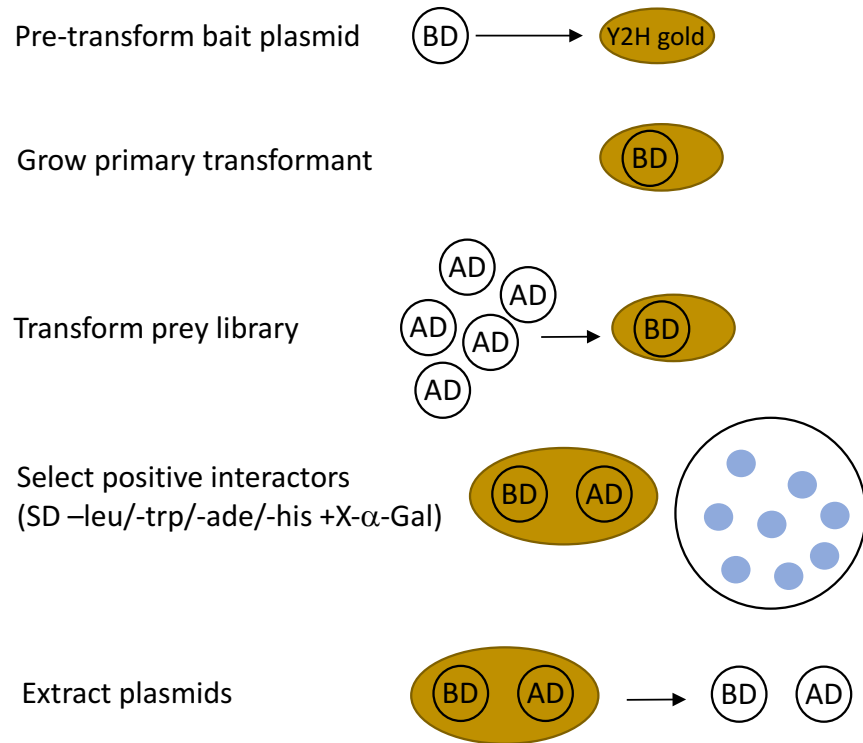 Pre-transform bait plasmid
BD
Y2H gold
Grow primary transformant
BD
Transform prey library
AD
AD
AD
AD
AD
BD
Select positive interactors
(SD –leu/-trp/-ade/-his +X-α-Gal)
BD
AD
Extract plasmids
BD
AD
BD
AD